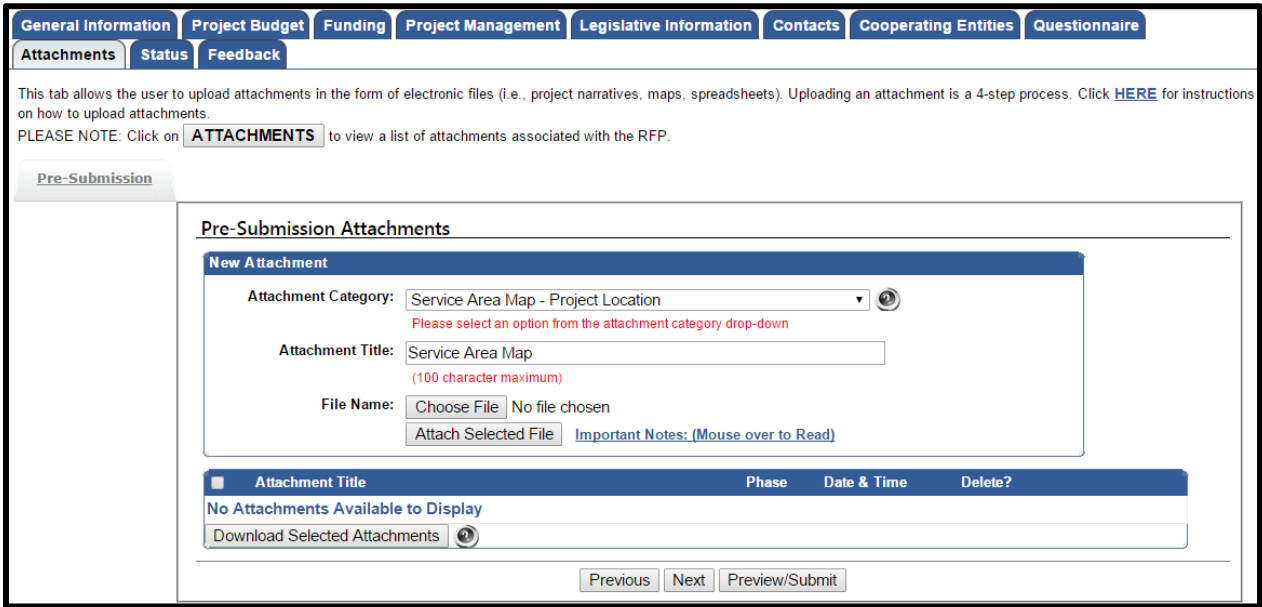 General Information Project Budget Funding Project Management Legislative Information Contacts Cooperating Entities Questionnaire
Attachments Status Feedback
This tab allows the user to upload attachments in the form of electronic files (i.e., project narratives, maps, spreadsheets). Uploading an attachment is a 4-step process. Click HERE for instructions
on how to upload attachments.
PLEASE NOTE: Click on ATTACHMENTS to view a list of attachments associated with the RFP.
Pre-Submission
Pre-Submission Attachments
New Attachment
Attachment Category: Service Area Map - Project Location
Please select an option from the attachment category drop-down
Attachment Title: Service Area Map
(100 character maximum)
File Name: Choose File No file chosen
Attach Selected File Important Notes: (Mouse over to Read)
Attachment Title Phase Date & Time Delete?
No Attachments Available to Display
Download Selected Attachments
Previous Next Preview/Submit